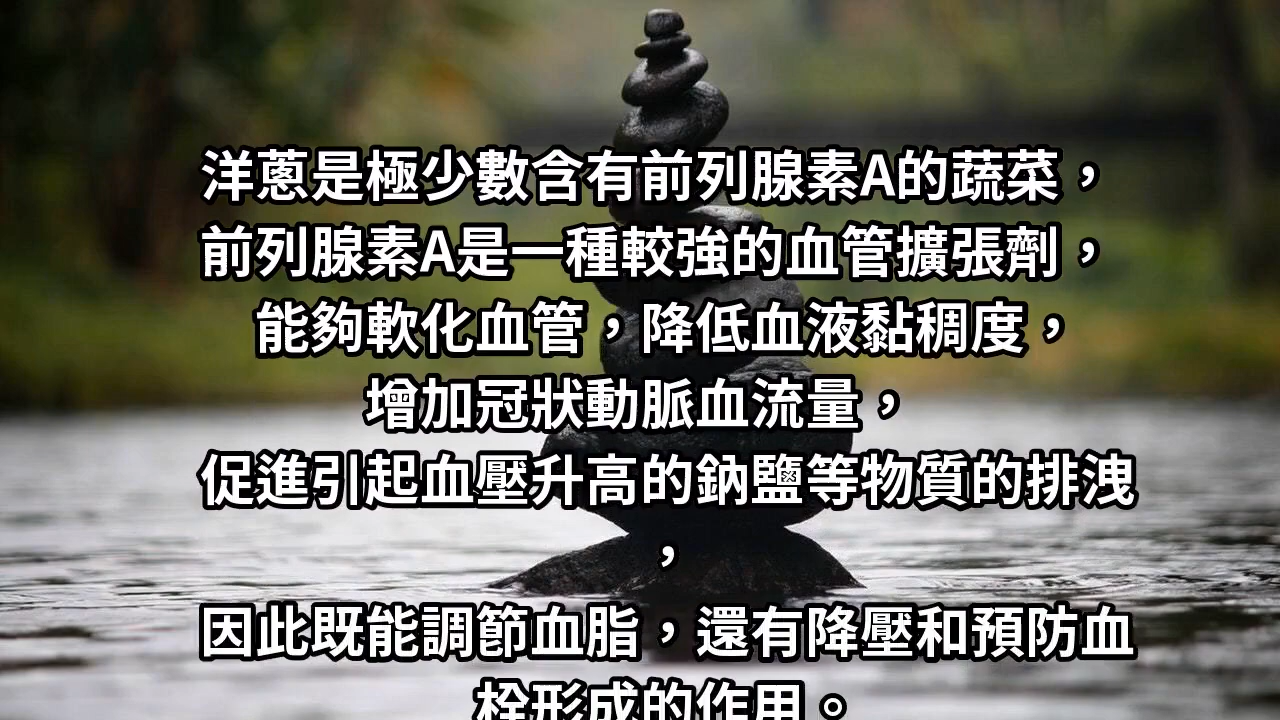 洋蔥是極少數含有前列腺素A的蔬菜，
前列腺素A是一種較強的血管擴張劑，
能夠軟化血管，降低血液黏稠度，
增加冠狀動脈血流量，
促進引起血壓升高的鈉鹽等物質的排洩
，
因此既能調節血脂，還有降壓和預防血
栓形成的作用。